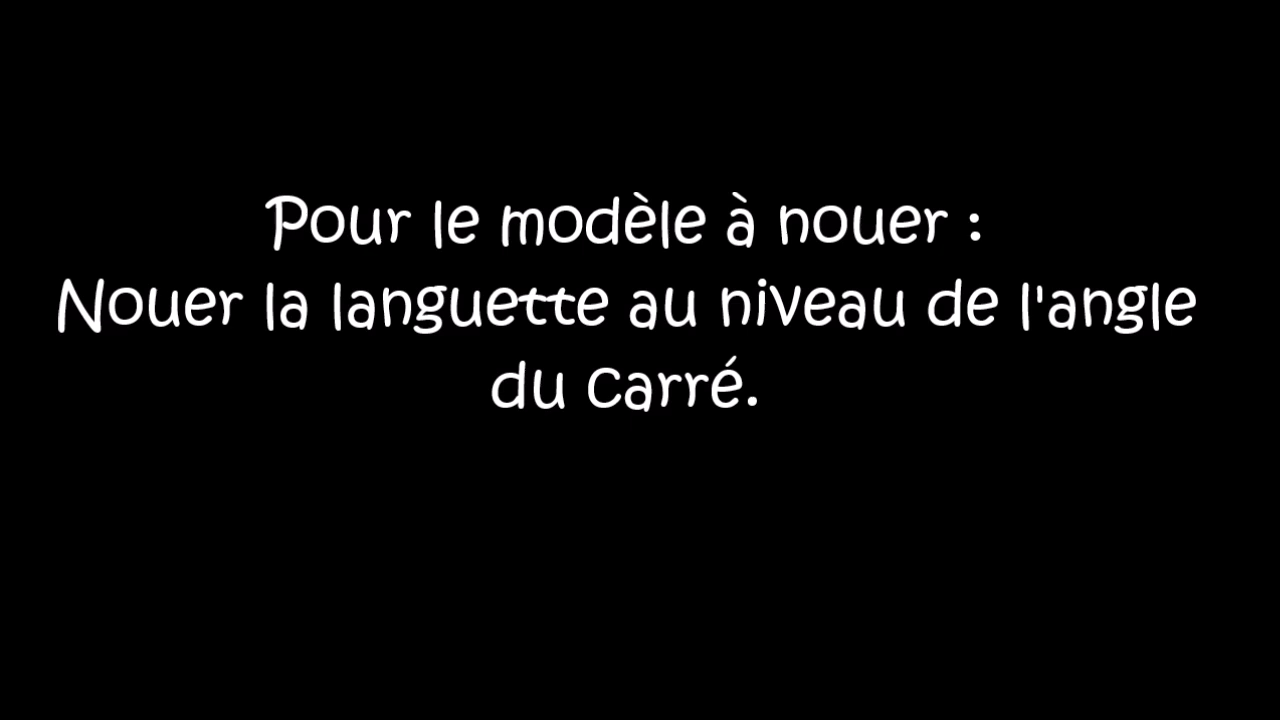 Pour le modèle à nouer :
Nouer la languette au niveau de l'angle
du carré.